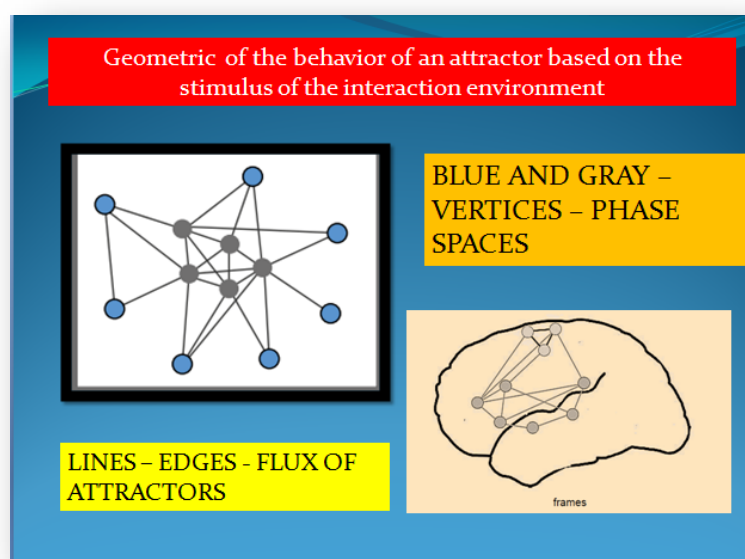 Geometric of the behavior of an attractor based on the
stimulus of the interaction environment
BLUE AND GRAY –
VERTICES – PHASE
SPACES
LINES – EDGES - FLUX OF
ATTRACTORS
frames